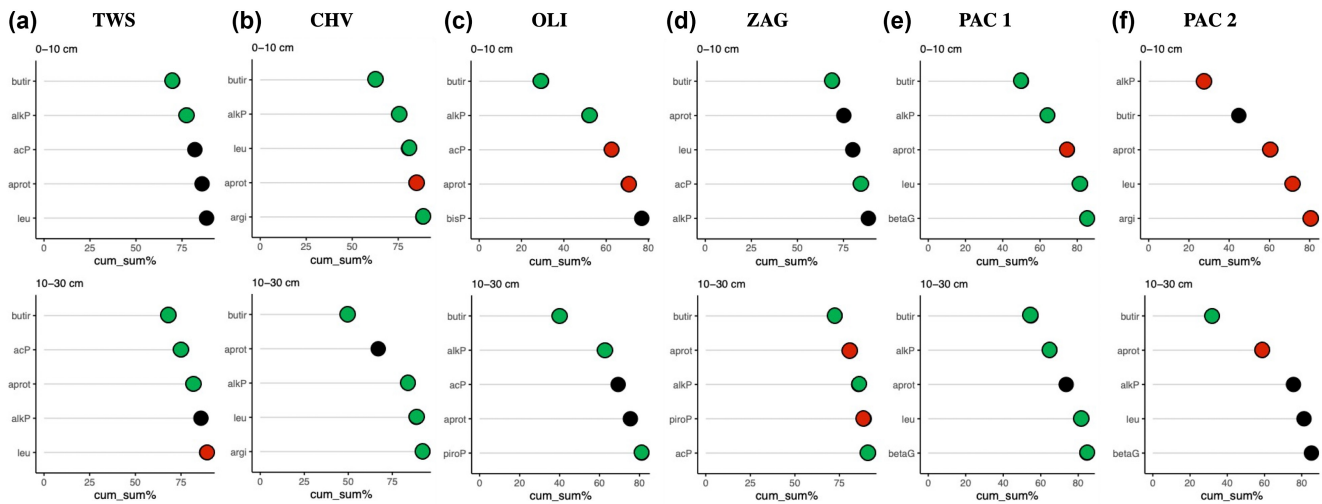 (a) TWS
0–10 cm
butir
alkP
acP
aprot
leu
0 25 50 75
cum_sum%
10–30 cm
butir
acP
aprot
alkP
leu
0 25 50 75
cum_sum%
(b) CHV
0–10 cm
butir
alkP
leu
aprot
argi
0 25 50 75
cum_sum%
10–30 cm
butir
aprot
alkP
leu
argi
0 25 50 75
cum_sum%
(c) OLI
0–10 cm
butir
alkP
acP
aprot
bisP
0 20 40 60 80
cum_sum%
10–30 cm
butir
alkP
acP
aprot
piroP
0 20 40 60 80
cum_sum%
(d) ZAG
0–10 cm
butir
aprot
leu
acP
alkP
0 25 50 75
cum_sum%
10–30 cm
butir
aprot
alkP
piroP
acP
0 25 50 75
cum_sum%
(e) PAC 1
0–10 cm
butir
alkP
aprot
leu
betaG
0 20 40 60 80
cum_sum%
10–30 cm
butir
alkP
aprot
leu
betaG
0 20 40 60 80
cum_sum%
(f) PAC 2
0–10 cm
alkP
butir
aprot
leu
argi
0 20 40 60 80
cum_sum%
10–30 cm
butir
aprot
alkP
leu
betaG
0 20 40 60 80
cum_sum%